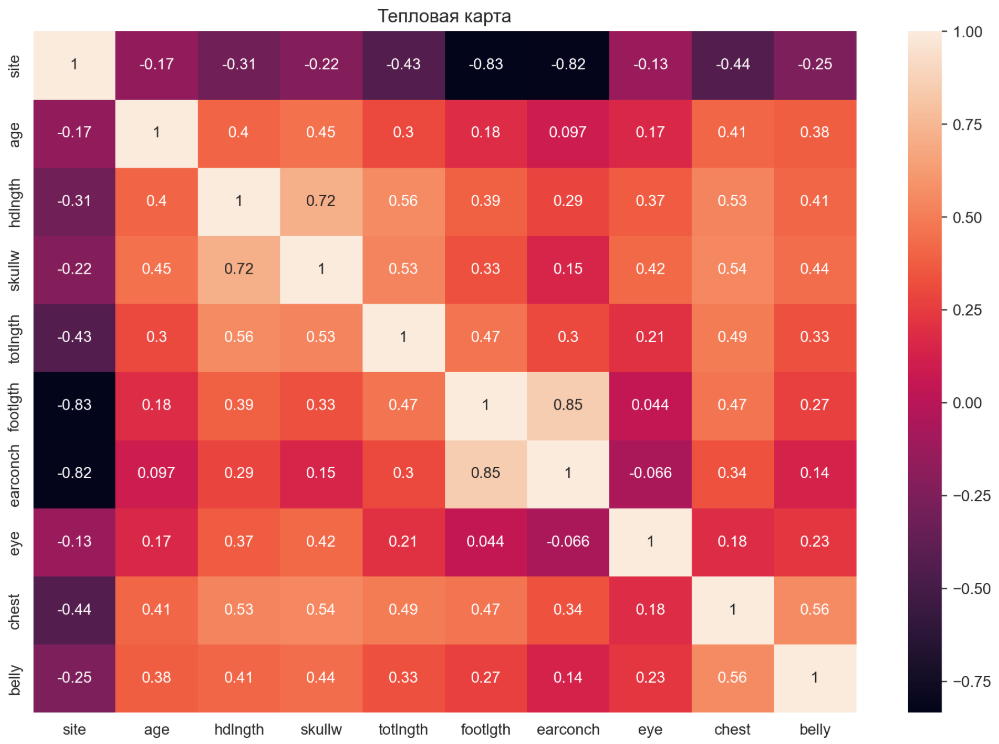 Тепловая карта
site 1 -0.17 -0.31 -0.22 -0.43 -0.83 -0.82 -0.13 -0.44 -0.25
age -0.17 1 0.4 0.45 0.3 0.18 0.097 0.17 0.41 0.38
hdlngth -0.31 0.4 1 0.72 0.56 0.39 0.29 0.37 0.53 0.41
skullw -0.22 0.45 0.72 1 0.53 0.33 0.15 0.42 0.54 0.44
totlngth -0.43 0.3 0.56 0.53 1 0.47 0.3 0.21 0.49 0.33
footlgth -0.83 0.18 0.39 0.33 0.47 1 0.85 0.044 0.47 0.27
earconch -0.82 0.097 0.29 0.15 0.3 0.85 1 -0.066 0.34 0.14
eye -0.13 0.17 0.37 0.42 0.21 0.044 -0.066 1 0.18 0.23
chest -0.44 0.41 0.53 0.54 0.49 0.47 0.34 0.18 1 0.56
belly -0.25 0.38 0.41 0.44 0.33 0.27 0.14 0.23 0.56 1
site age hdlngth skullw totlngth footlgth earconch eye chest belly
1.00
0.75
0.50
0.25
0.00
−0.25
−0.50
−0.75